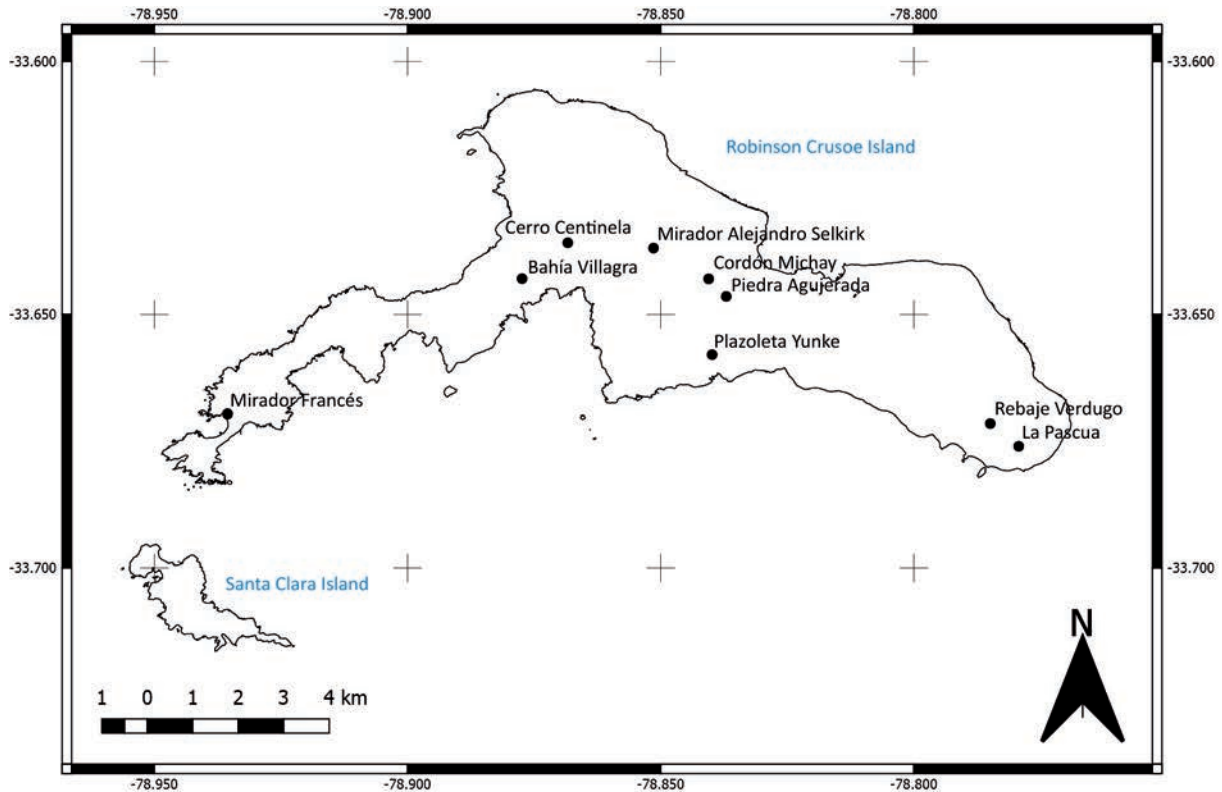 -78.950 -78.900 -78.850 -78.800
-33.600 -33.600
Robinson Crusoe Island
Cerro Centinela
Mirador Alejandro Selkirk
Bahía Villagra
Cordón Michay
Piedra Agujerada
-33.650 -33.650
Plazoleta Yunke
Mirador Francés
Rebaje Verdugo
La Pascua
-33.700 -33.700
Santa Clara Island
N
1 0 1 2 3 4 km
-78.950 -78.900 -78.850 -78.800